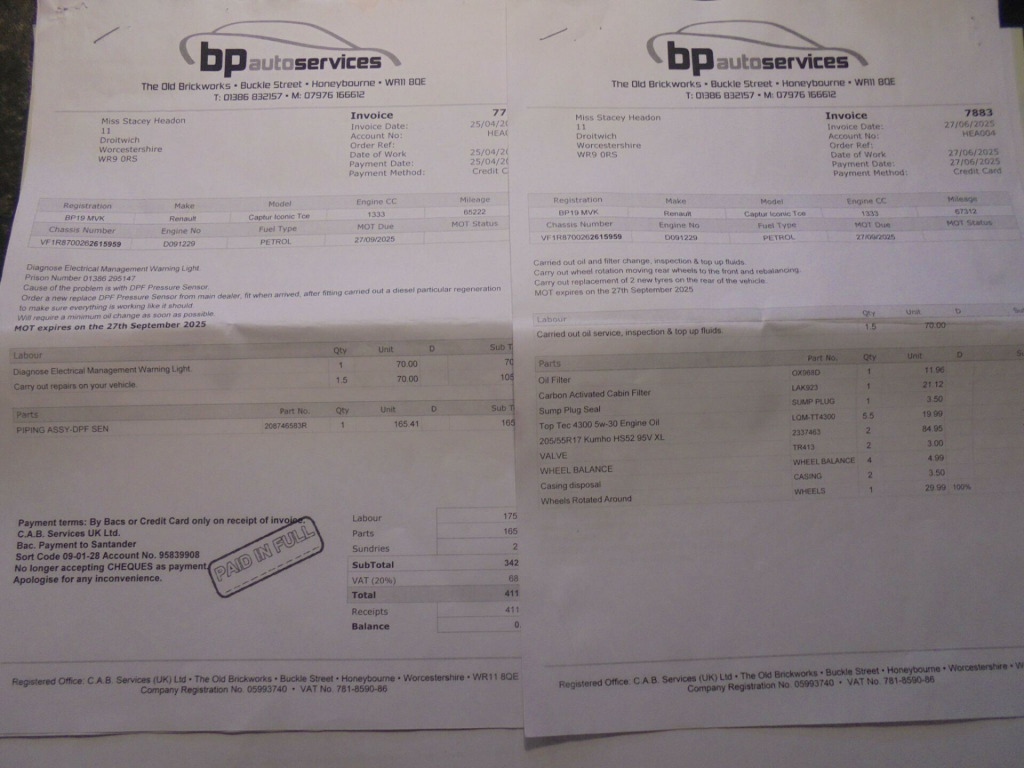 bp autoservices
The Old Brickworks • Buckle Street • Honeybourne • WR11 8QE
T: 01386 832157 • M: 07976 166612
Miss Stacey Headon
11
Droitwich
Worcestershire
WR9 0RS
Invoice 77
Invoice Date: 25/04/20
Account No: HEA0
Order Ref:
Date of Work 25/04/20
Payment Date: 25/04/20
Payment Method: Credit C
Registration Make Model Engine CC Mileage
BP19 MVK Renault Captur Iconic Tce 1333 65222
Chassis Number Engine No Fuel Type MOT Due MOT Status
VF1R8700262615959 D091229 PETROL 27/09/2025
Diagnose Electrical Management Warning Light.
Prison Number 01386 295147
Cause of the problem is with DPF Pressure Sensor.
Order a new replace DPF Pressure Sensor from main dealer, fit when arrived, after fitting carried out a diesel particular regeneration
to make sure everything is working like it should.
Will require a minimum oil change as soon as possible.
MOT expires on the 27th September 2025
Labour Qty Unit D Sub T
Diagnose Electrical Management Warning Light. 1 70.00 70
Carry out repairs on your vehicle. 1.5 70.00 105
Parts Part No. Qty Unit D Sub T
PIPING ASSY-DPF SEN 208746583R 1 165.41 165
Payment terms: By Bacs or Credit Card only on receipt of invoice.
C.A.B. Services UK Ltd.
Bac. Payment to Santander
Sort Code 09-01-28 Account No. 95839908
No longer accepting CHEQUES as payment.
Apologise for any inconvenience.
PAID IN FULL
Labour 175
Parts 165
Sundries 2
SubTotal 342
VAT (20%) 68
Total 411
Receipts 411
Balance 0.
Registered Office: C.A.B. Services (UK) Ltd • The Old Brickworks • Buckle Street • Honeybourne • Worcestershire • WR11 8QE
Company Registration No. 05993740 • VAT No. 781-8590-86
bp autoservices
The Old Brickworks • Buckle Street • Honeybourne • WR11 8QE
T: 01386 832157 • M: 07976 166612
Miss Stacey Headon
11
Droitwich
Worcestershire
WR9 0RS
Invoice 7883
Invoice Date: 27/06/2025
Account No: HEA004
Order Ref:
Date of Work 27/06/2025
Payment Date: 27/06/2025
Payment Method: Credit Card
Registration Make Model Engine CC Mileage
BP19 MVK Renault Captur Iconic Tce 1333 67312
Chassis Number Engine No Fuel Type MOT Due MOT Status
VF1R8700262615959 D091229 PETROL 27/09/2025
Carried out oil and filter change, inspection & top up fluids.
Carry out wheel rotation moving rear wheels to the front and rebalancing.
Carry out replacement of 2 new tyres on the rear of the vehicle.
MOT expires on the 27th September 2025
Labour Qty Unit D Su
Carried out oil service, inspection & top up fluids. 1.5 70.00
Parts Part No. Qty Unit D Su
Oil Filter OX968D 1 11.96
Carbon Activated Cabin Filter LAK923 1 21.12
Sump Plug Seal SUMP PLUG 1 3.50
Top Tec 4300 5w-30 Engine Oil LOM-TT4300 5.5 19.99
205/55R17 Kumho HS52 95V XL 2337463 2 84.95
VALVE TR413 2 3.00
WHEEL BALANCE WHEEL BALANCE 4 4.99
Casing disposal CASING 2 3.50
Wheels Rotated Around WHEELS 1 29.99 100%
Registered Office: C.A.B. Services (UK) Ltd • The Old Brickworks • Buckle Street • Honeybourne • Worcestershire • W
Company Registration No. 05993740 • VAT No. 781-8590-86